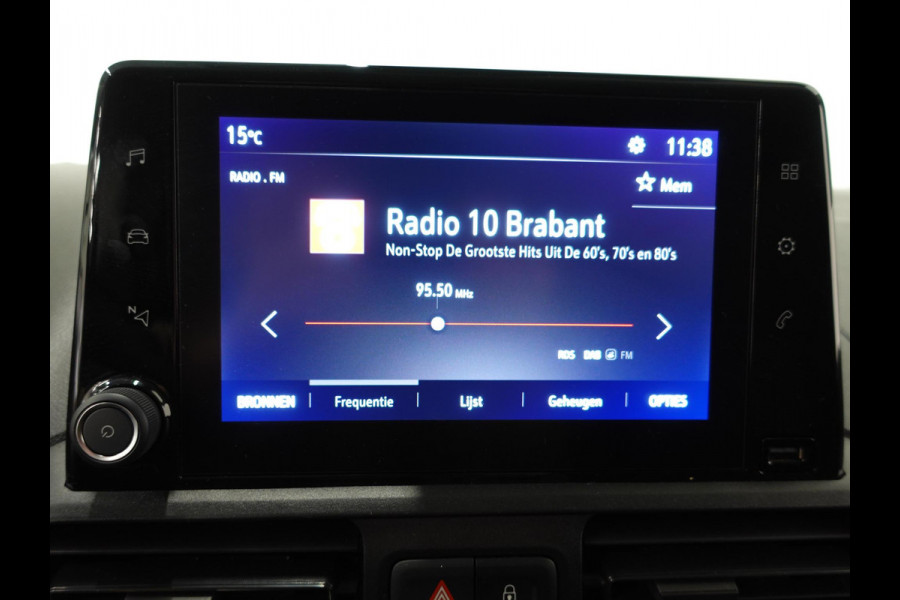 15°C 11:38
RADIO . FM
Mem
Radio 10 Brabant
Non-Stop De Grootste Hits Uit De 60's, 70's en 80's
95.50 MHz
RDS DAB FM
BRONNEN Frequentie Lijst Geheugen OPTIES
N